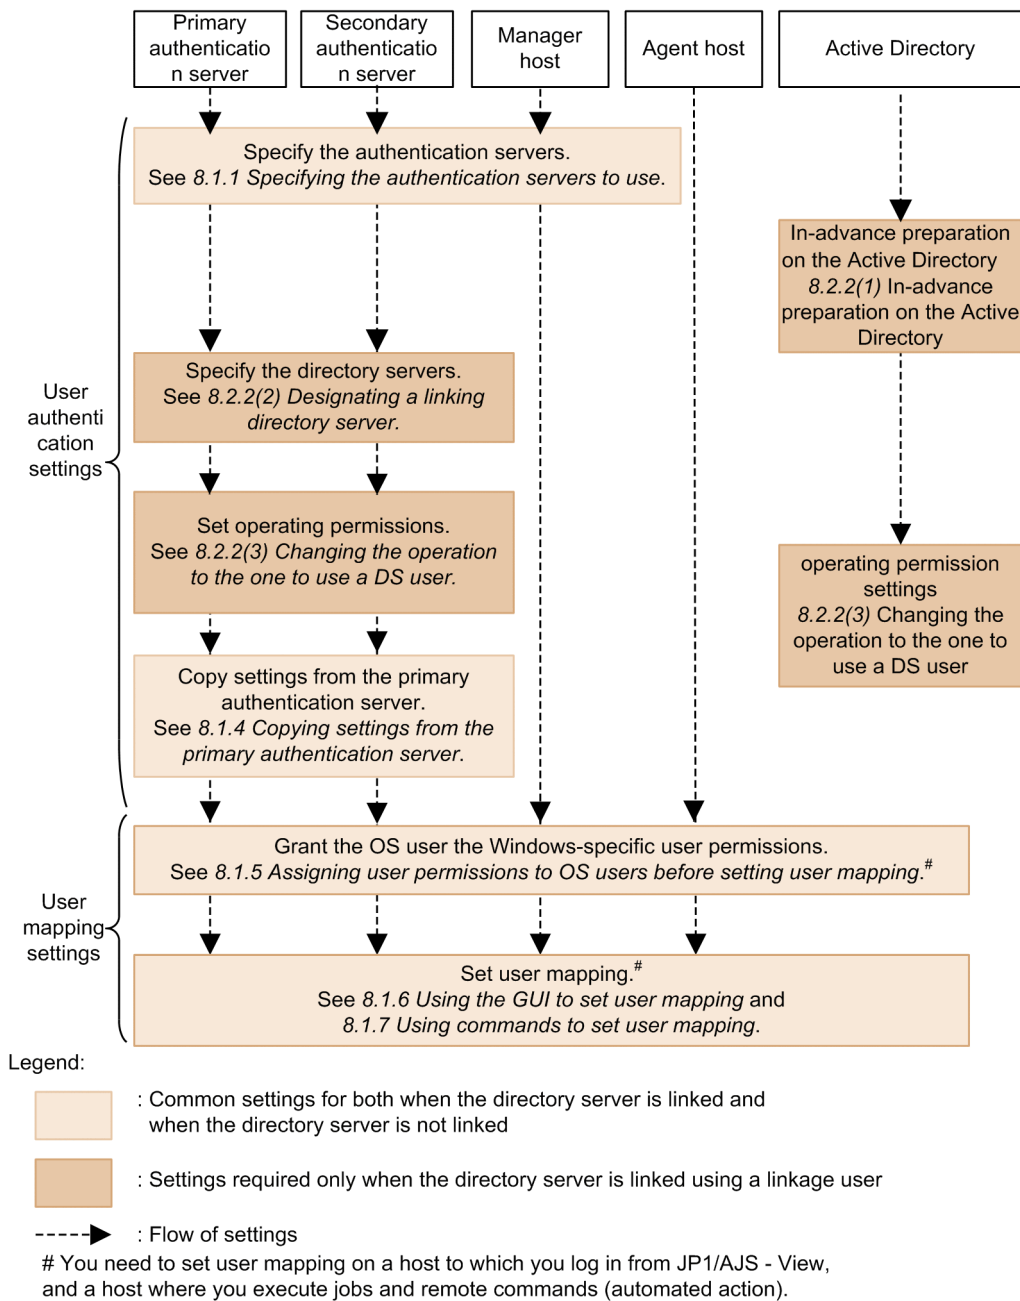 Primary
authenticatio
n server
Secondary
authenticatio
n server
Manager
host
Agent host
Active Directory
Specify the authentication servers.
See 8.1.1 Specifying the authentication servers to use.
In-advance preparation
on the Active Directory
8.2.2(1) In-advance
preparation on the Active
Directory
Specify the directory servers.
See 8.2.2(2) Designating a linking
directory server.
User
authenti
cation
settings
Set operating permissions.
See 8.2.2(3) Changing the operation
to the one to use a DS user.
operating permission
settings
8.2.2(3) Changing the
operation to the one to
use a DS user
Copy settings from the primary
authentication server.
See 8.1.4 Copying settings from the
primary authentication server.
Grant the OS user the Windows-specific user permissions.
See 8.1.5 Assigning user permissions to OS users before setting user mapping.#
User
mapping
settings
Set user mapping.#
See 8.1.6 Using the GUI to set user mapping and
8.1.7 Using commands to set user mapping.
Legend:
: Common settings for both when the directory server is linked and
when the directory server is not linked
: Settings required only when the directory server is linked using a linkage user
: Flow of settings
# You need to set user mapping on a host to which you log in from JP1/AJS - View,
and a host where you execute jobs and remote commands (automated action).